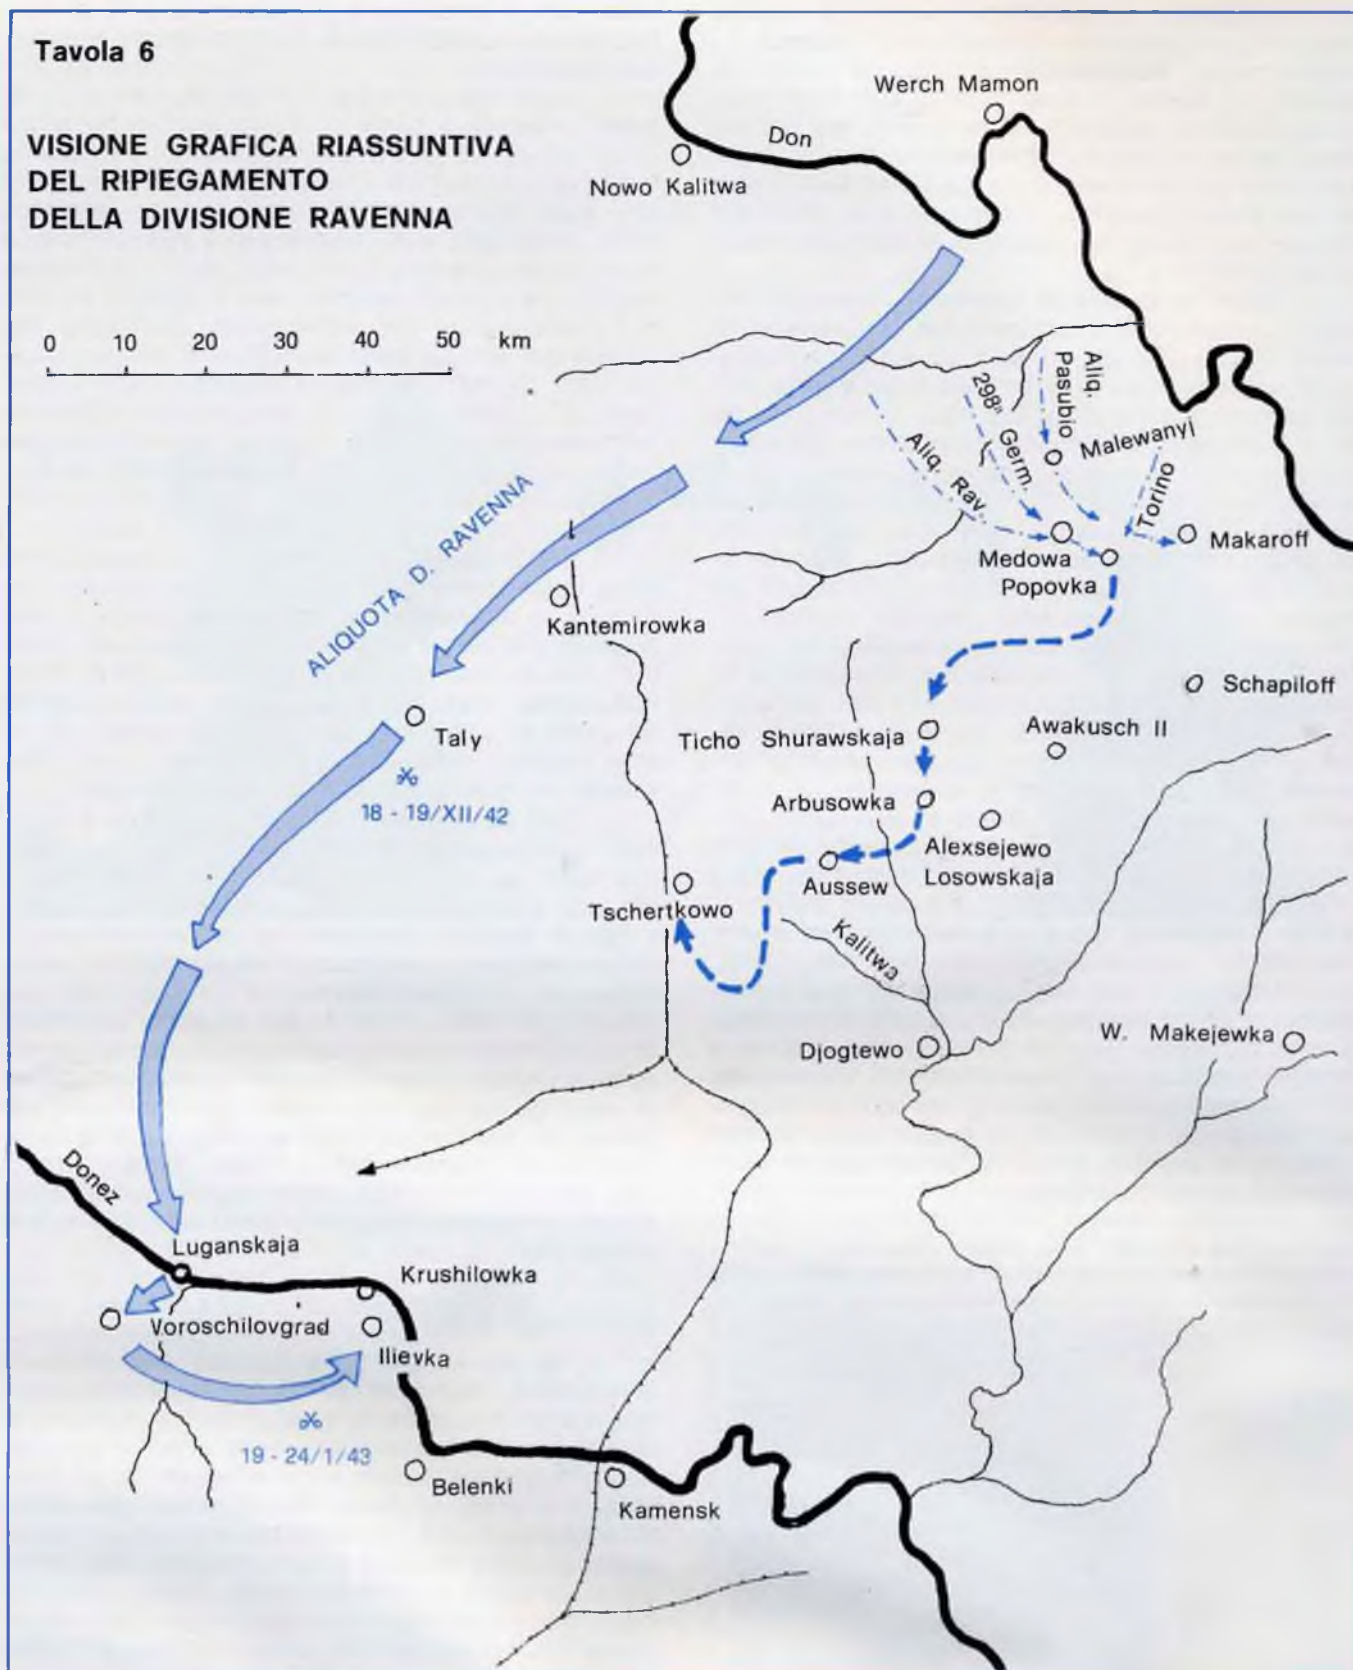 Tavola 6
VISIONE GRAFICA RIASSUNTIVA
DEL RIPIEGAMENTO
DELLA DIVISIONE RAVENNA
0 10 20 30 40 50 km
Werch Mamon
Don
Nowo Kalitwa
Aliq.
Pasubio
298ª Germ.
Aliq. Rav.
Malewanyi
Torino
Makaroff
Medowa
Popovka
ALIQUOTA D. RAVENNA
Kantemirowka
Schapiloff
Taly
18 - 19/XII/42
Ticho Shurawskaja
Awakusch II
Arbusowka
Alexsejewo
Losowskaja
Aussew
Tschertkowo
Kalitwa
Djogtewo
W. Makejewka
Donez
Luganskaja
Krushilowka
Voroschilovgrad
Ilievka
19 - 24/1/43
Belenki
Kamensk